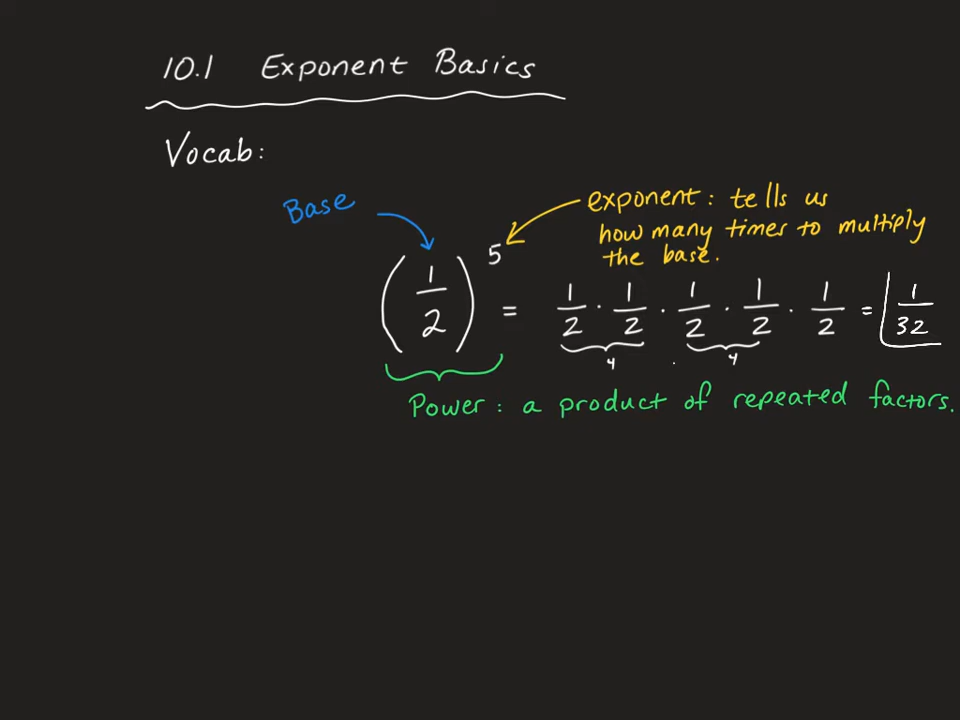 10.1 Exponent Basics
Vocab:
Base
exponent: tells us
how many times to multiply
the base.
(1/2)^5 = 1/2 · 1/2 · 1/2 · 1/2 · 1/2 = 1/32
4 4
Power: a product of repeated factors.